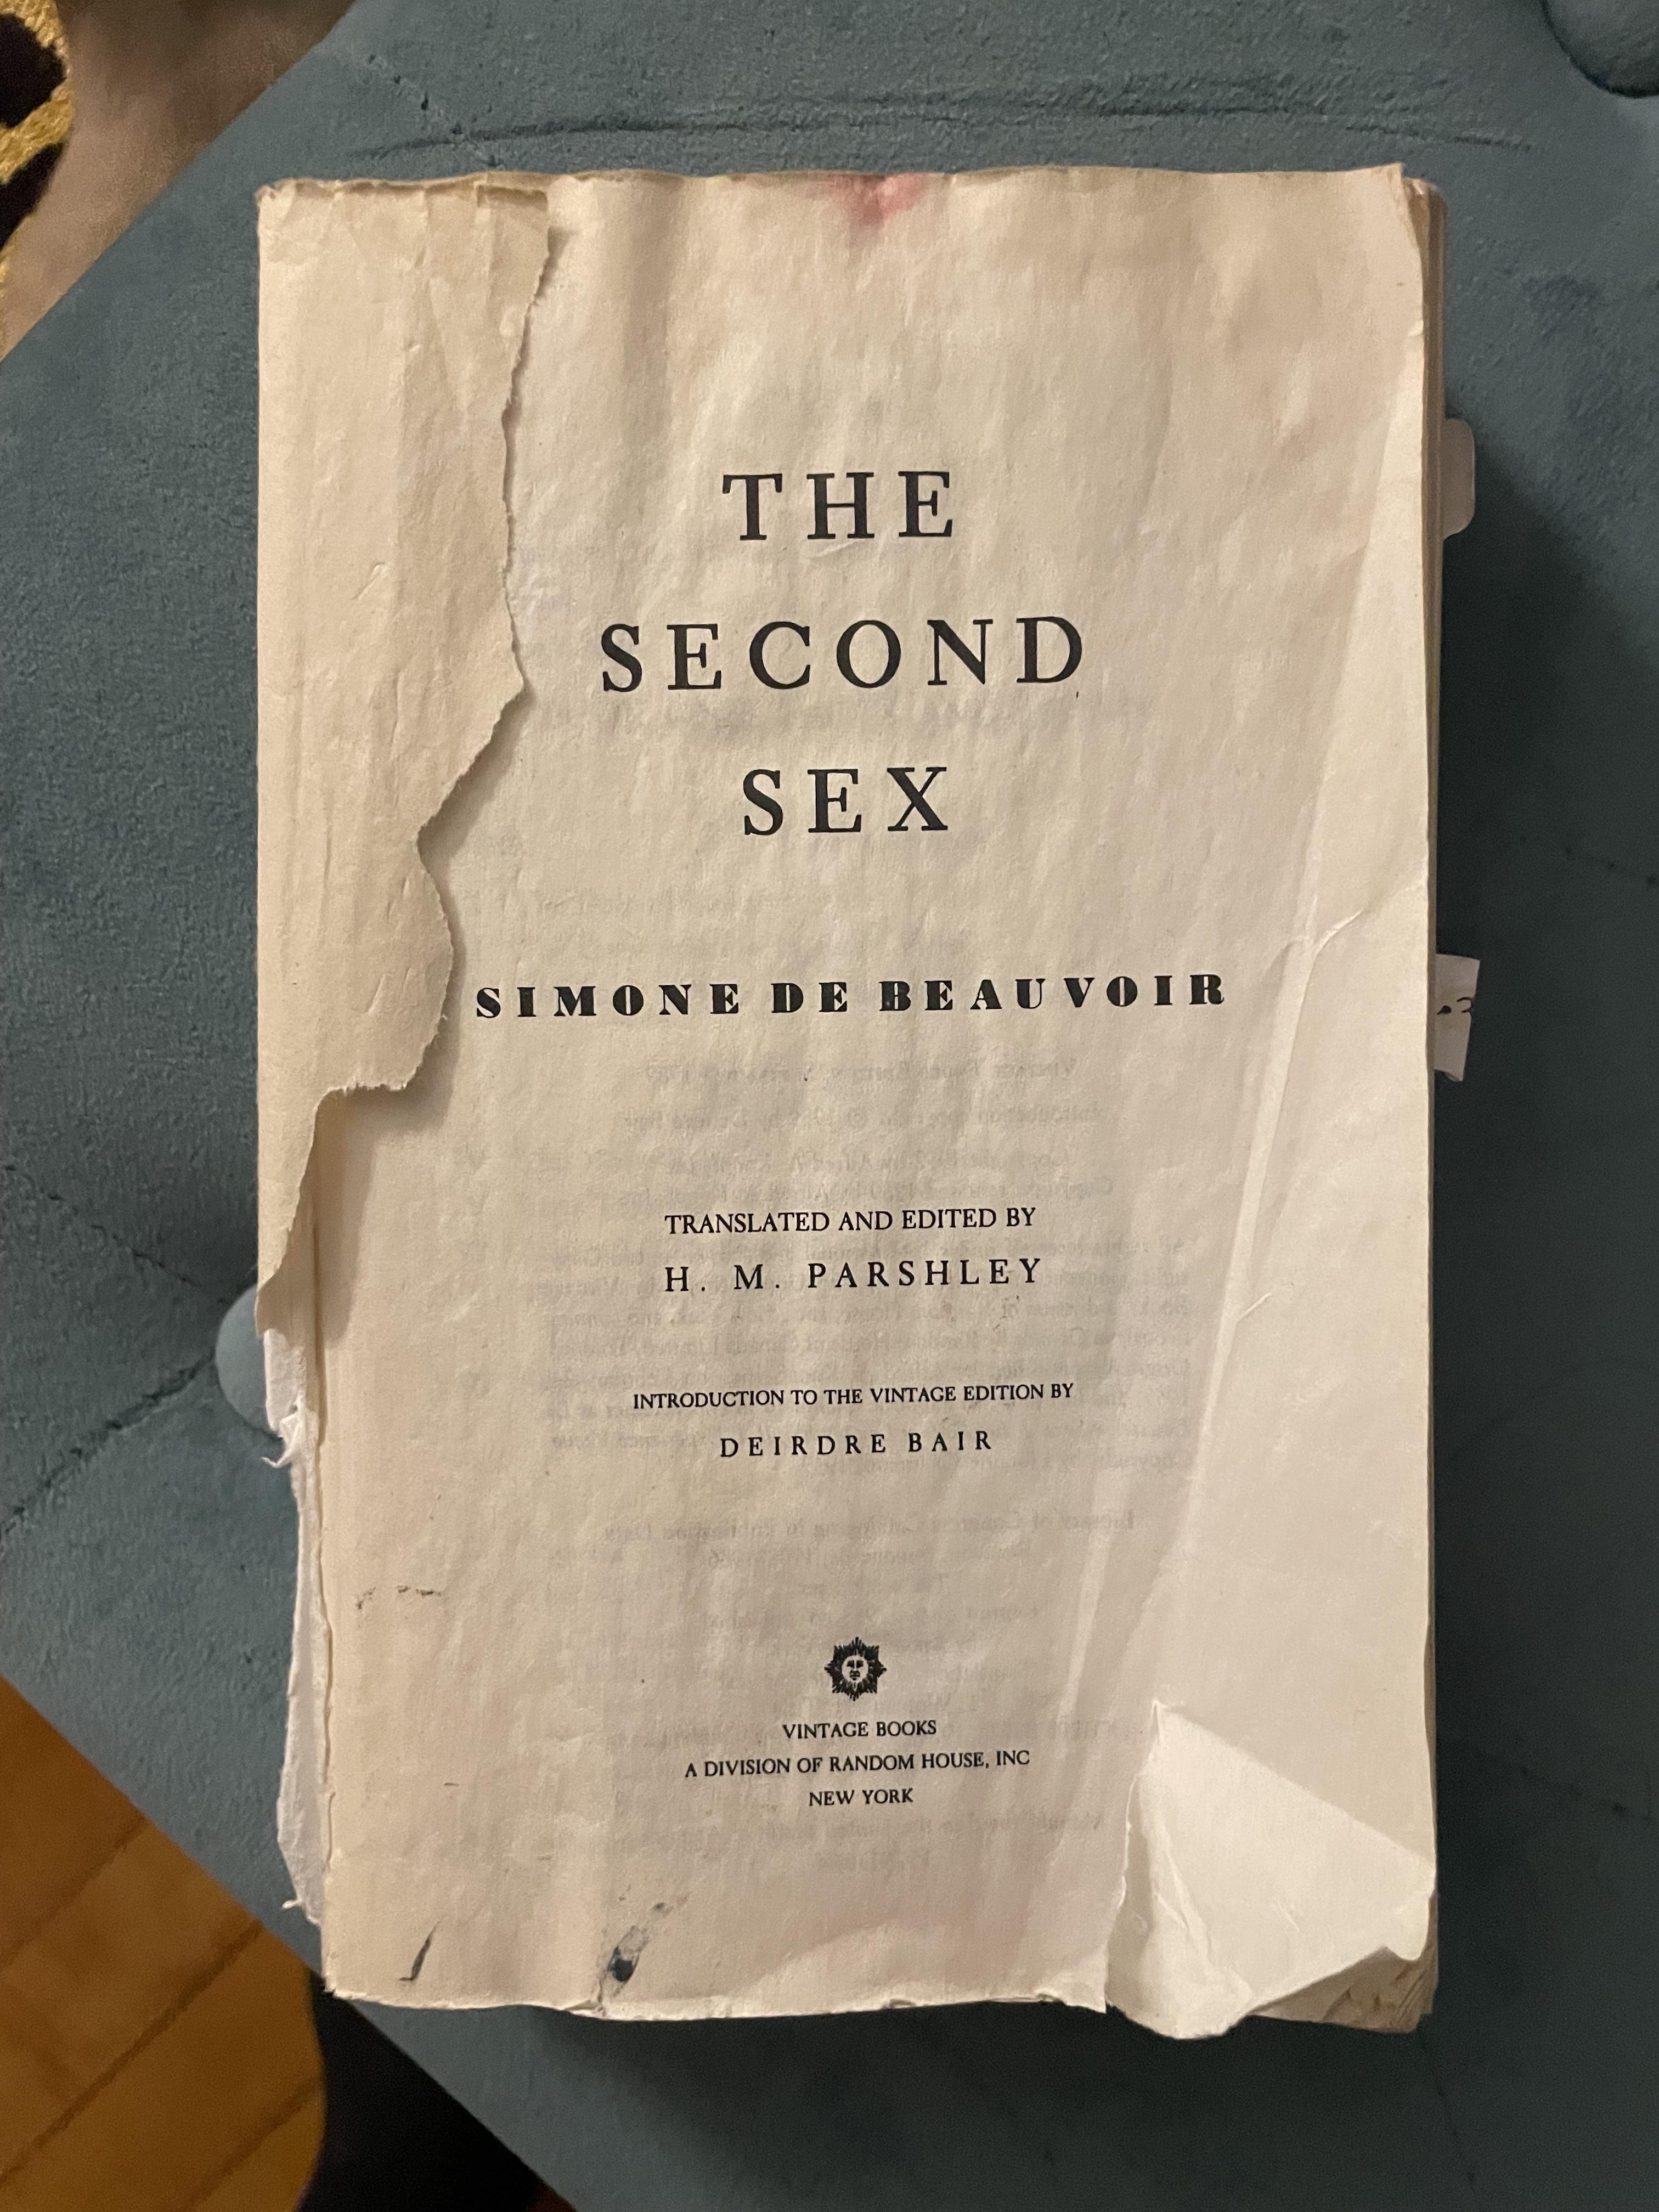 THE
SECOND
SEX
SIMONE DE BEAUVOIR
TRANSLATED AND EDITED BY
H. M. PARSHLEY
INTRODUCTION TO THE VINTAGE EDITION BY
DEIRDRE BAIR
VINTAGE BOOKS
A DIVISION OF RANDOM HOUSE, INC
NEW YORK